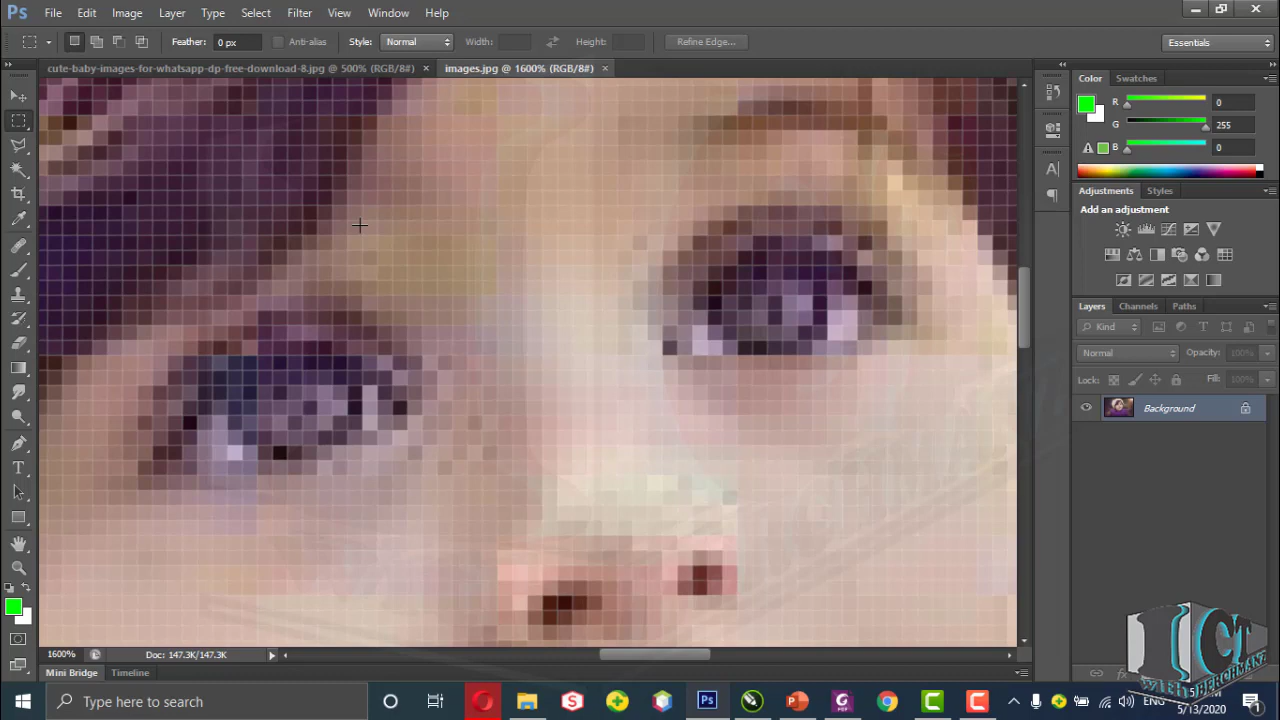 Ps File Edit Image Layer Type Select Filter View Window Help
Feather: 0 px Anti-alias Style: Normal Width: Height: Refine Edge... Essentials
cute-baby-images-for-whatsapp-dp-free-download-8.jpg @ 500% (RGB/8#) × images.jpg @ 1600% (RGB/8#) ×
Color Swatches
R 0
G 255
B 0
Adjustments Styles
Add an adjustment
Layers Channels Paths
Kind
Normal Opacity: 100%
Lock: Fill: 100%
Background
1600% Doc: 147.3K/147.3K
Mini Bridge Timeline
ICT
with BERCHMANZ
Type here to search
ENG
5/13/2020